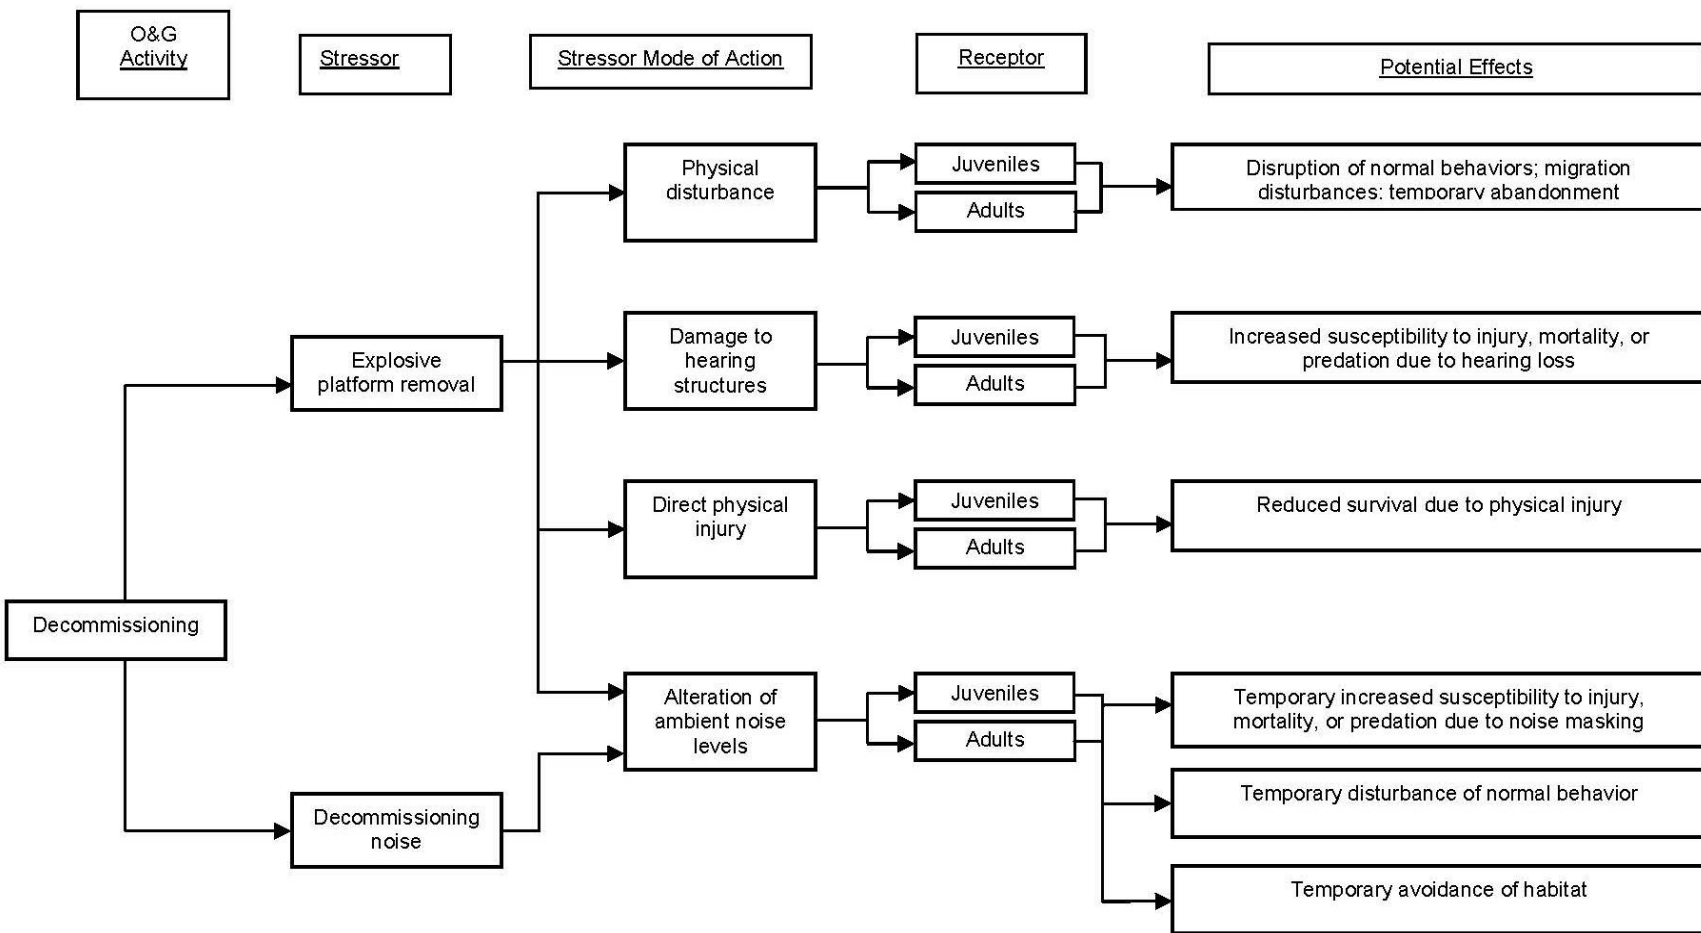 O&G
Activity
Stressor
Stressor Mode of Action
Receptor
Potential Effects
Physical
disturbance
Juveniles
Adults
Disruption of normal behaviors; migration
disturbances; temporary abandonment
Explosive
platform removal
Damage to
hearing
structures
Juveniles
Adults
Increased susceptibility to injury, mortality, or
predation due to hearing loss
Direct physical
injury
Juveniles
Adults
Reduced survival due to physical injury
Decommissioning
Alteration of
ambient noise
levels
Juveniles
Adults
Temporary increased susceptibility to injury,
mortality, or predation due to noise masking
Temporary disturbance of normal behavior
Decommissioning
noise
Temporary avoidance of habitat